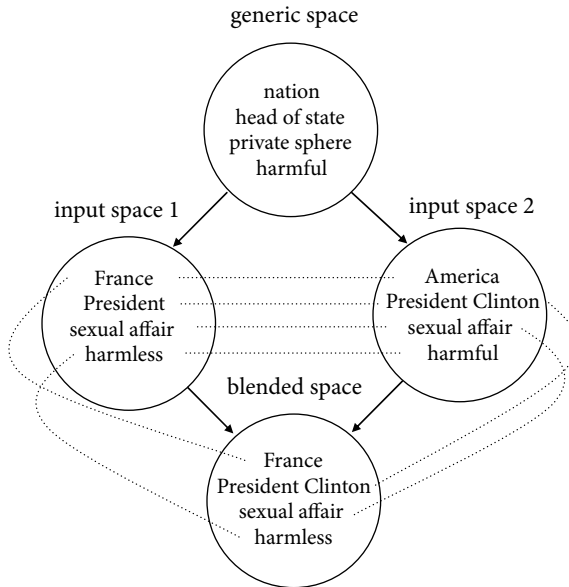 generic space
nation
head of state
private sphere
harmful
input space 1
input space 2
France
President
sexual affair
harmless
America
President Clinton
sexual affair
harmful
blended space
France
President Clinton
sexual affair
harmless